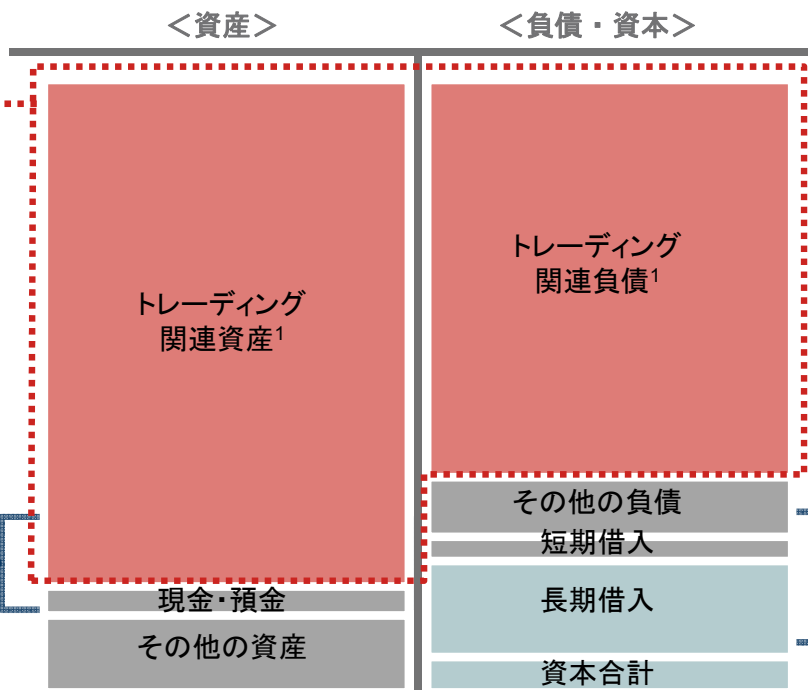 ＜資産＞
＜負債・資本＞
トレーディング
関連資産1
現金・預金
その他の資産
トレーディング
関連負債1
その他の負債
短期借入
長期借入
資本合計